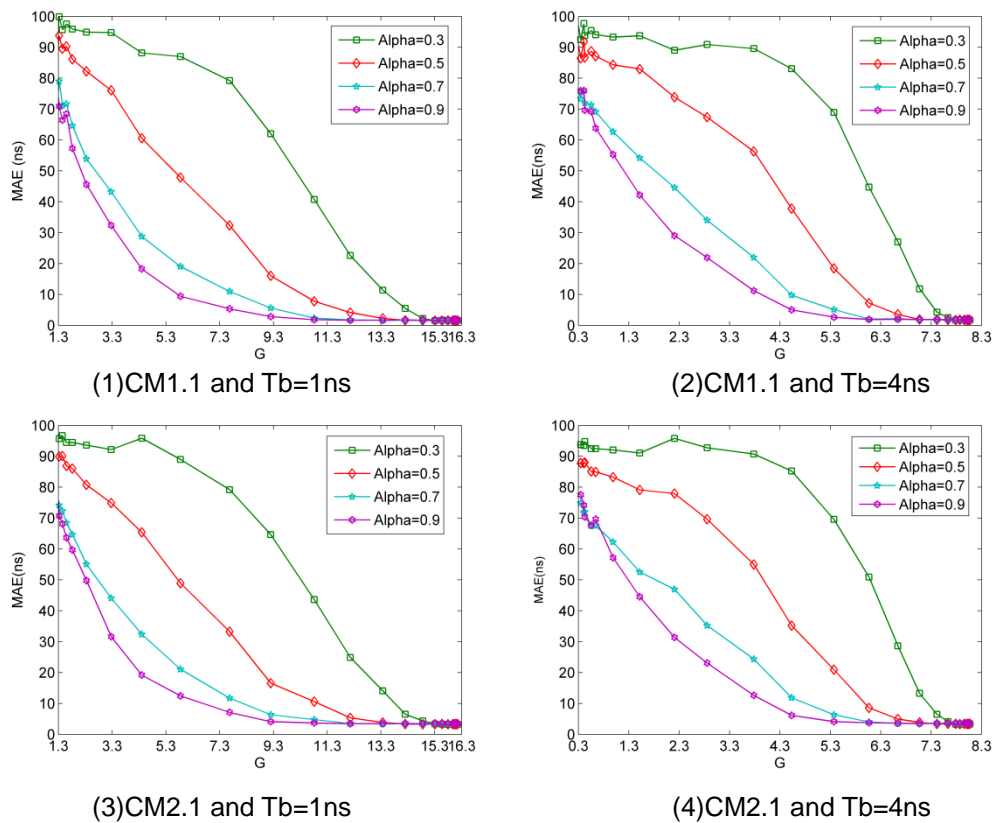 100
90
80
70
60
50
40
30
20
10
0
MAE (ns)
Alpha=0.3
Alpha=0.5
Alpha=0.7
Alpha=0.9
1.3 3.3 5.3 7.3 9.3 11.3 13.3 15.3 16.3
G
(1)CM1.1 and Tb=1ns
100
90
80
70
60
50
40
30
20
10
0
MAE(ns)
Alpha=0.3
Alpha=0.5
Alpha=0.7
Alpha=0.9
0.3 1.3 2.3 3.3 4.3 5.3 6.3 7.3 8.3
G
(2)CM1.1 and Tb=4ns
100
90
80
70
60
50
40
30
20
10
0
MAE(ns)
Alpha=0.3
Alpha=0.5
Alpha=0.7
Alpha=0.9
1.3 3.3 5.3 7.3 9.3 11.3 13.3 15.3 16.3
G
(3)CM2.1 and Tb=1ns
100
90
80
70
60
50
40
30
20
10
0
MAE(ns)
Alpha=0.3
Alpha=0.5
Alpha=0.7
Alpha=0.9
0.3 1.3 2.3 3.3 4.3 5.3 6.3 7.3 8.3
G
(4)CM2.1 and Tb=4ns